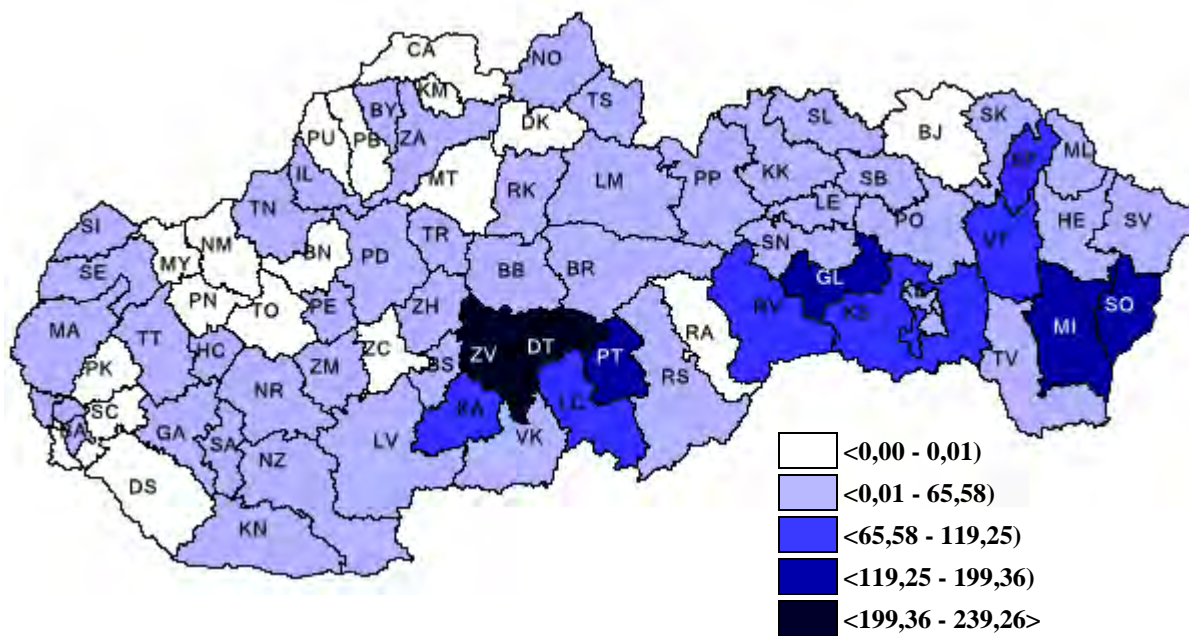 CA
NO
KM
BY
TS
PU
PB
ZA
DK
SL
BJ
SK
ML
IL
MT
RK
LM
PP
KK
SB
TN
LE
PO
HE
SV
SI
NM
MY
BN
PD
TR
BB
BR
SN
VT
SE
GL
MA
TT
PN
TO
PE
ZH
KS
RV
SO
MI
HC
ZM
ZC
ZV
DT
PT
RA
PK
NR
BS
RS
TV
SC
BA
GA
SA
NZ
LV
KA
LC
VK
DS
KN
<0,00 - 0,01)
<0,01 - 65,58)
<65,58 - 119,25)
<119,25 - 199,36)
<199,36 - 239,26>